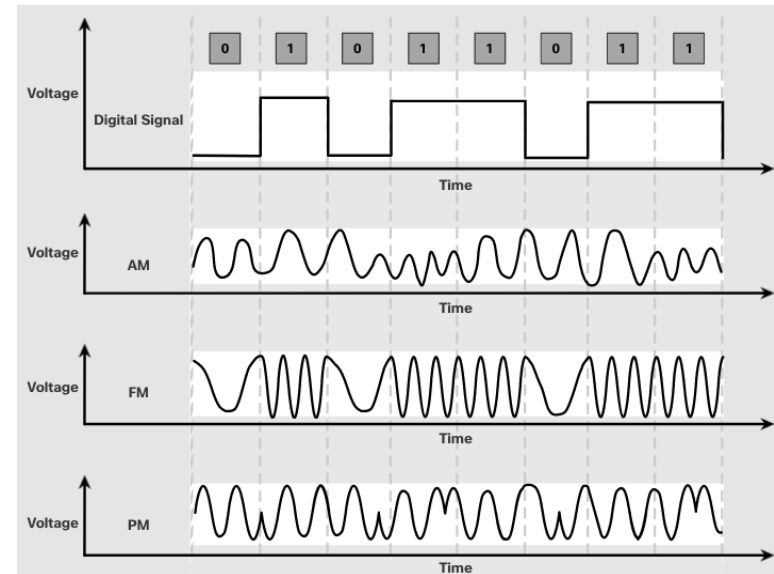 0 1 0 1 1 0 1 1
Voltage
Digital Signal
Time
Voltage
AM
Time
Voltage
FM
Time
Voltage
PM
Time